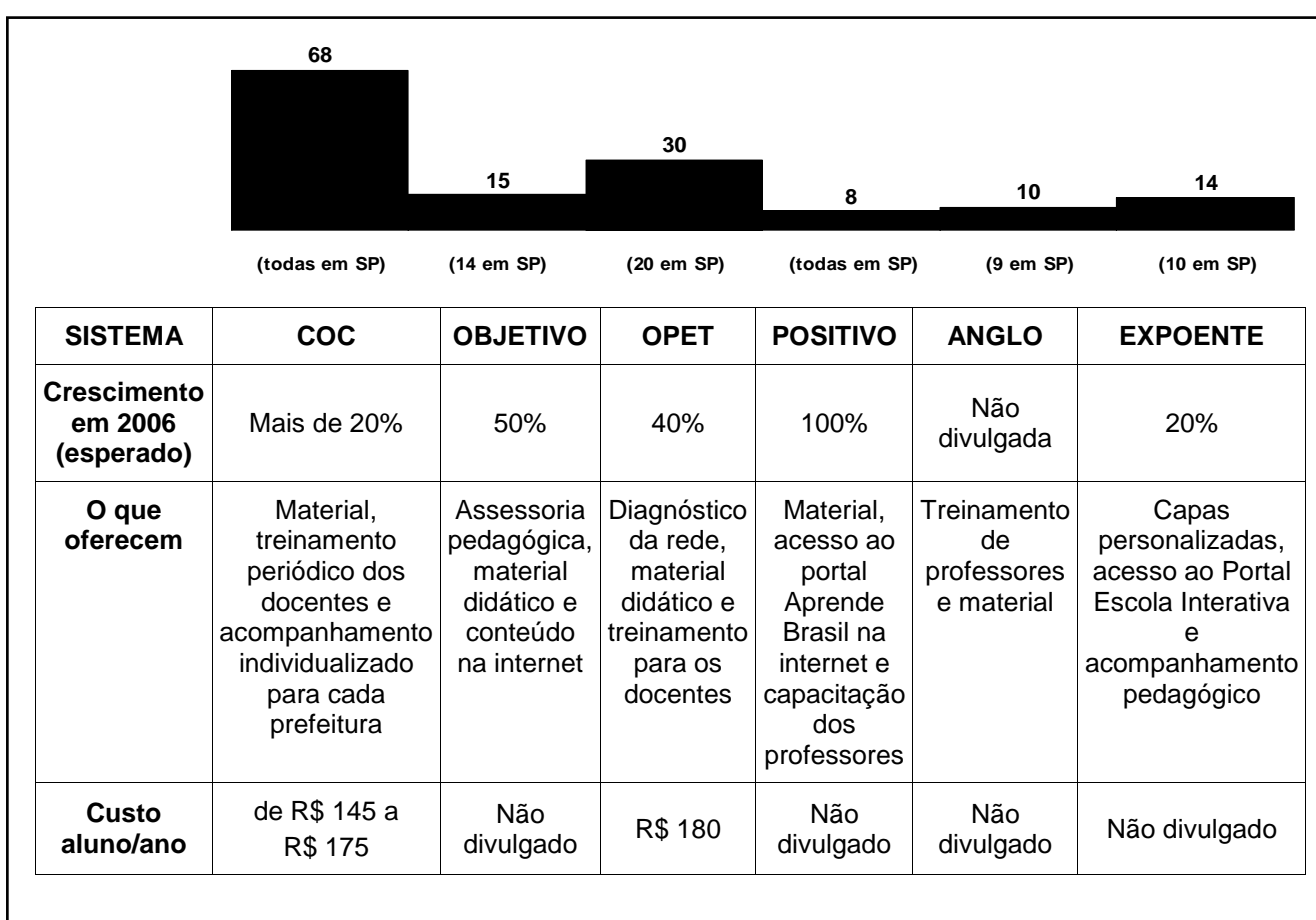 68
15
30
8
10
14
(todas em SP)
(14 em SP)
(20 em SP)
(todas em SP)
(9 em SP)
(10 em SP)
SISTEMA
COC
OBJETIVO
OPET
POSITIVO
ANGLO
EXPOENTE
Crescimento
em 2006
(esperado)
Mais de 20%
50%
40%
100%
Não
divulgada
20%
O que
oferecem
Material,
treinamento
periódico dos
docentes e
acompanhamento
individualizado
para cada
prefeitura
Assessoria
pedagógica,
material
didático e
conteúdo
na internet
Diagnóstico
da rede,
material
didático e
treinamento
para os
docentes
Material,
acesso ao
portal
Aprende
Brasil na
internet e
capacitação
dos
professores
Treinamento
de
professores
e material
Capas
personalizadas,
acesso ao Portal
Escola Interativa
e
acompanhamento
pedagógico
Custo
aluno/ano
de R$ 145 a
R$ 175
Não
divulgado
R$ 180
Não
divulgado
Não
divulgado
Não divulgado